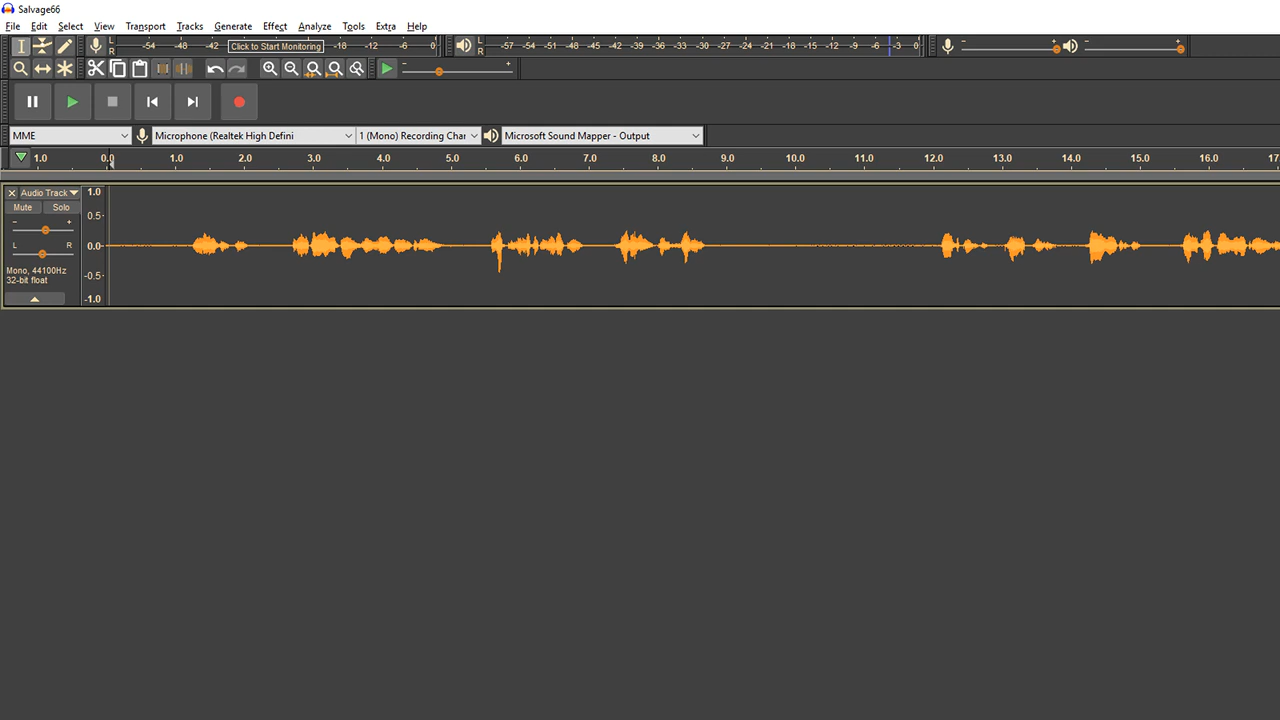 Salvage66
File Edit Select View Transport Tracks Generate Effect Analyze Tools Extra Help
L R -54 -48 -42 Click to Start Monitoring -18 -12 -6 0 L R -57 -54 -51 -48 -45 -42 -39 -36 -33 -30 -27 -24 -21 -18 -15 -12 -9 -6 -3 0 - + - +
- +
MME Microphone (Realtek High Defini 1 (Mono) Recording Char Microsoft Sound Mapper - Output
1.0 0.0 1.0 2.0 3.0 4.0 5.0 6.0 7.0 8.0 9.0 10.0 11.0 12.0 13.0 14.0 15.0 16.0 17
Audio Track 1.0
Mute Solo
0.5
- +
L R 0.0
Mono, 44100Hz
32-bit float -0.5
-1.0